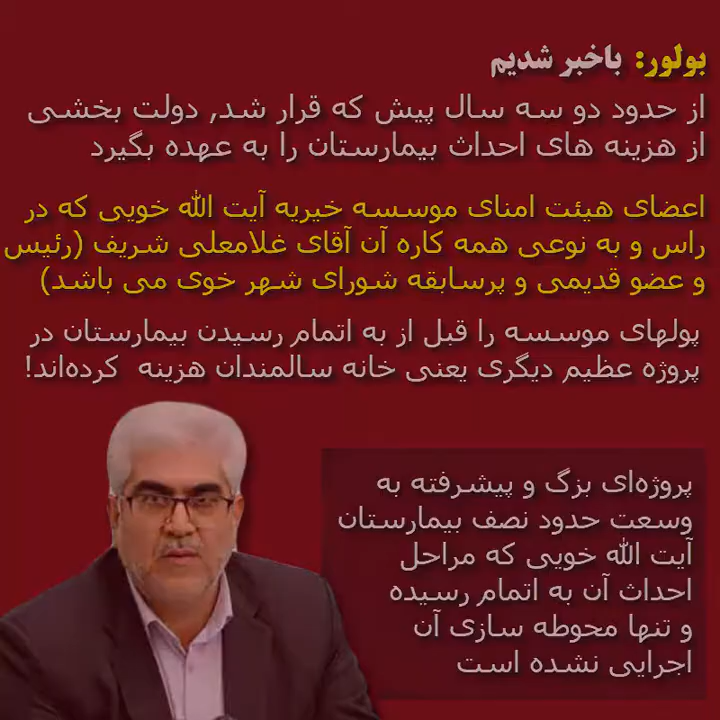 بولور: باخبر شدیم
از حدود دو سه سال پیش که قرار شد, دولت بخشی
از هزینه های احداث بیمارستان را به عهده بگیرد
اعضای هیئت امنای موسسه خیریه آیت الله خویی که در
راس و به نوعی همه کاره آن آقای غلامعلی شریف (رئیس
و عضو قدیمی و پرسابقه شورای شهر خوی می باشد)
پولهای موسسه را قبل از به اتمام رسیدن بیمارستان در
پروژه عظیم دیگری یعنی خانه سالمندان هزینه کرده‌اند!
پروژه‌ای بزگ و پیشرفته به
وسعت حدود نصف بیمارستان
آیت الله خویی که مراحل
احداث آن به اتمام رسیده
و تنها محوطه سازی آن
اجرایی نشده است